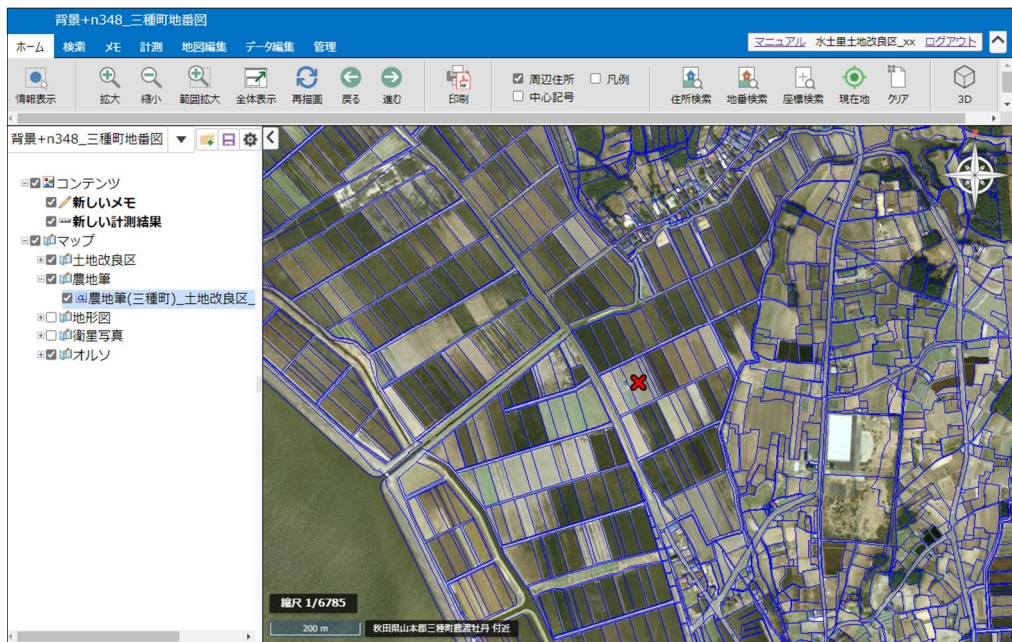 背景+n348_三種町地番図
ホーム 検索 メモ 計測 地図編集 データ編集 管理
マニュアル 水土里土地改良区_xx ログアウト
情報表示 拡大 縮小 範囲拡大 全体表示 再描画 戻る 進む 印刷
周辺住所 凡例
中心記号
住所検索 地番検索 座標検索 現在地 クリア 3D
背景+n348_三種町地番図
コンテンツ
新しいメモ
新しい計測結果
マップ
土地改良区
農地筆
農地筆(三種町)_土地改良区_
地形図
衛星写真
オルソ
縮尺 1/6785
200 m
秋田県山本郡三種町鹿渡牡丹 付近